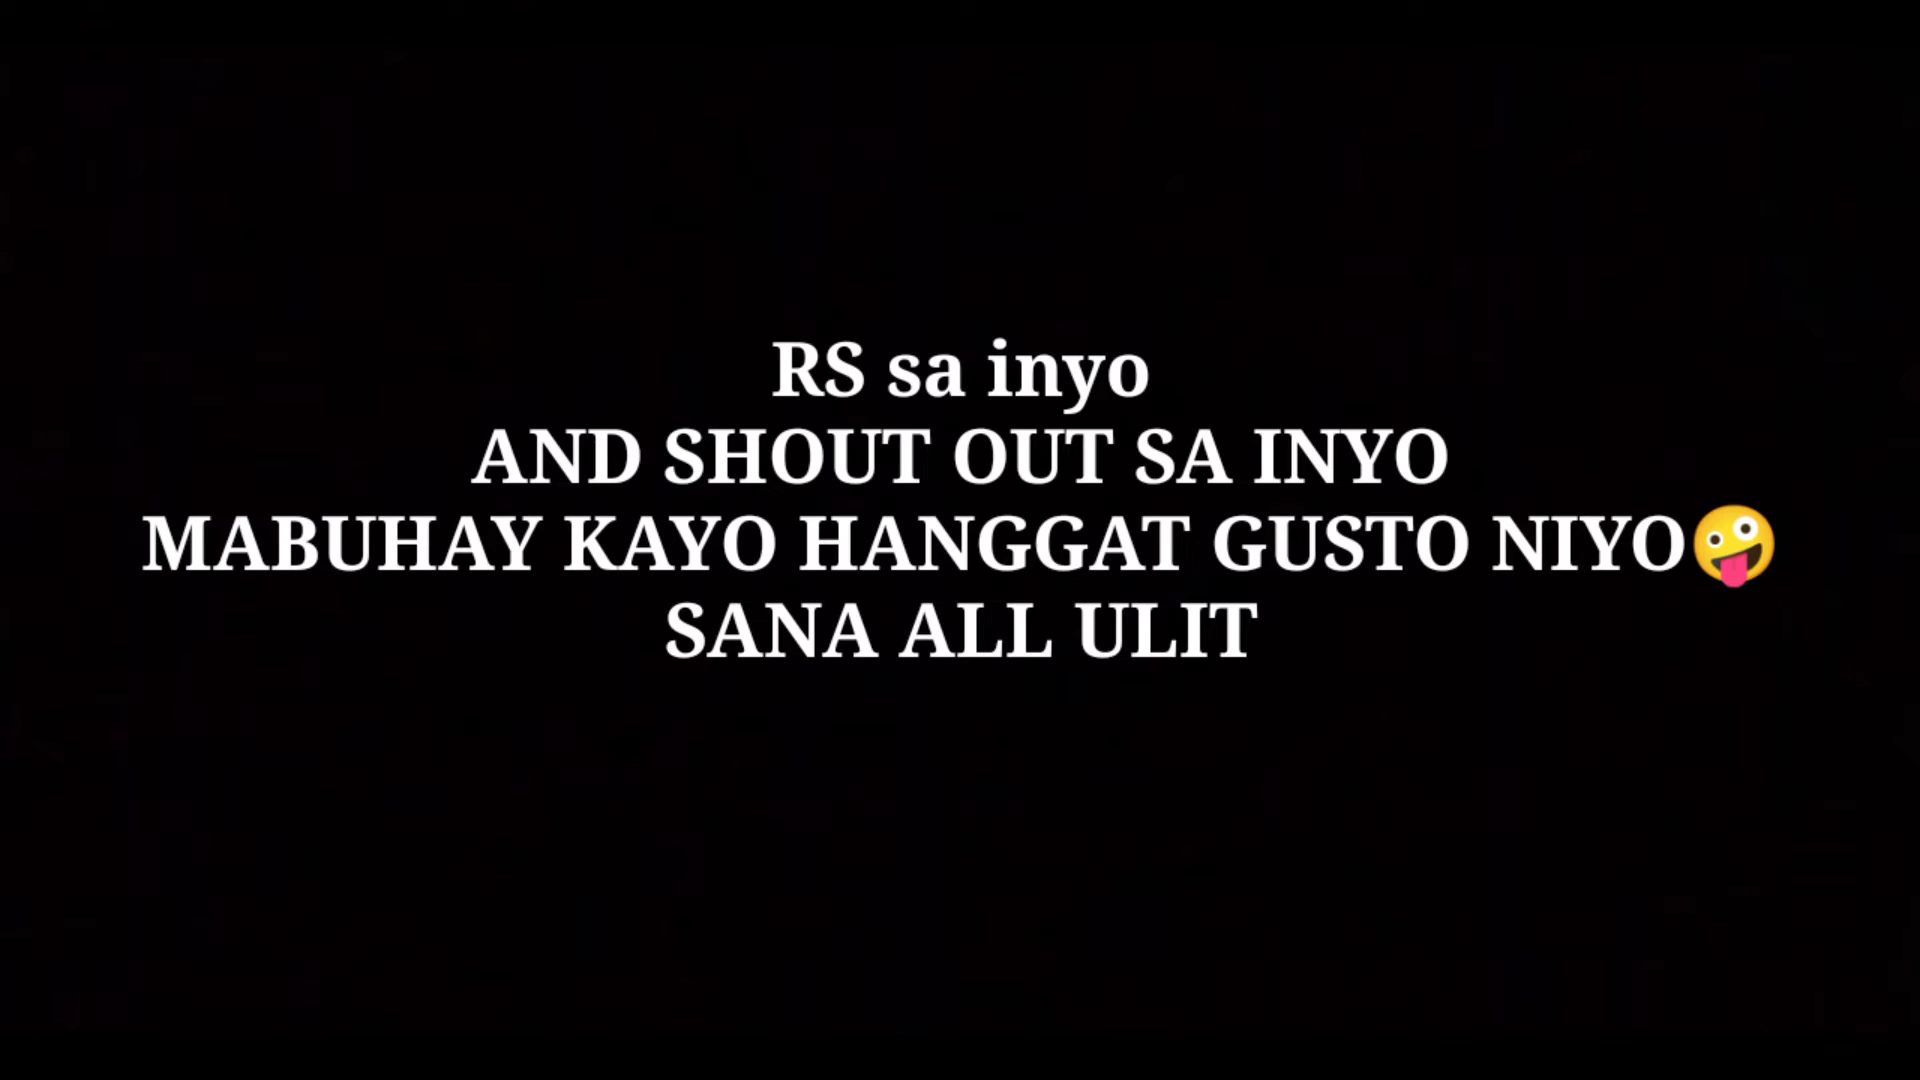 RS sa inyo
AND SHOUT OUT SA INYO
MABUHAY KAYO HANGGAT GUSTO NIYO🤪
SANA ALL ULIT